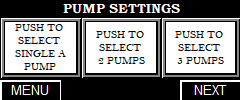 PUMP SETTINGS
PUSH TO
SELECT
SINGLE A
PUMP
PUSH TO
SELECT
2 PUMPS
PUSH TO
SELECT
3 PUMPS
MENU
NEXT